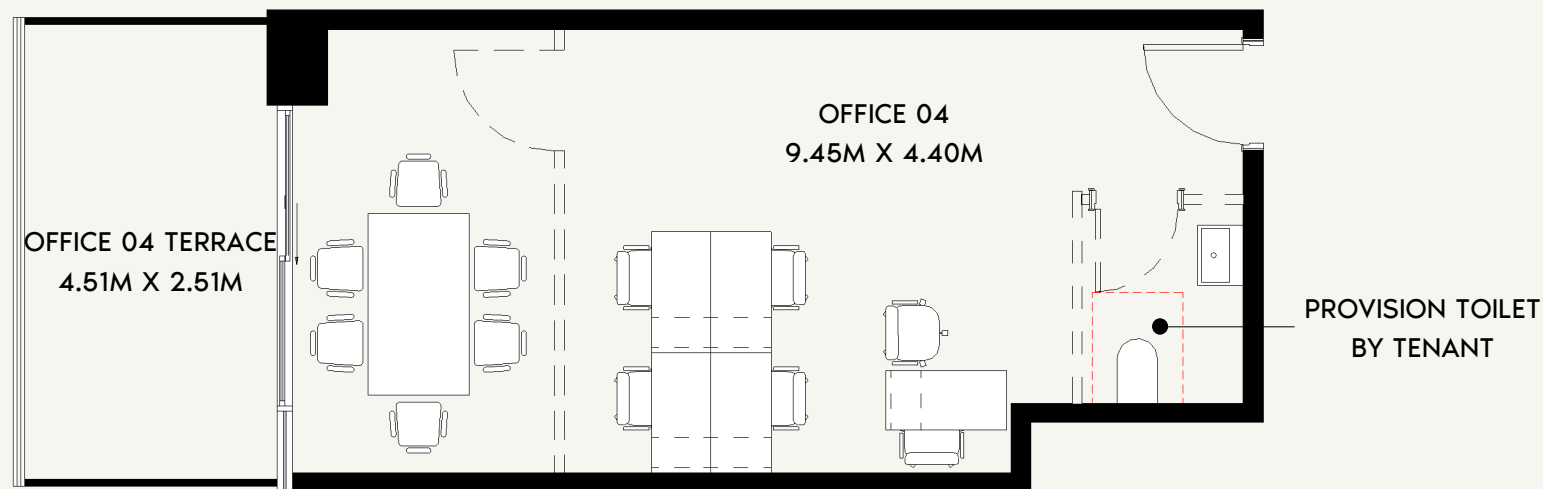 OFFICE 04
9.45M X 4.40M
OFFICE 04 TERRACE
4.51M X 2.51M
PROVISION TOILET
BY TENANT